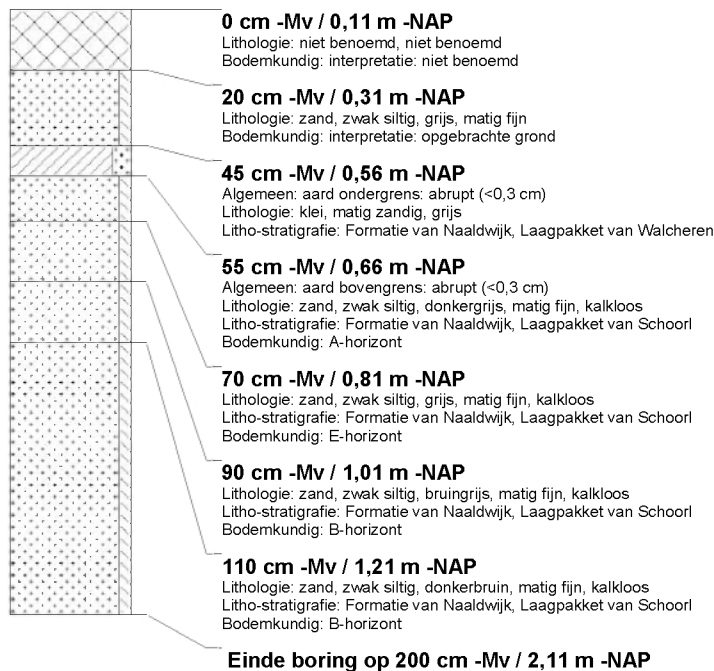 0 cm -Mv / 0,11 m -NAP
Lithologie: niet benoemd, niet benoemd
Bodemkundig: interpretatie: niet benoemd
20 cm -Mv / 0,31 m -NAP
Lithologie: zand, zwak siltig, grijs, matig fijn
Bodemkundig: interpretatie: opgebrachte grond
45 cm -Mv / 0,56 m -NAP
Algemeen: aard ondergrens: abrupt (<0,3 cm)
Lithologie: klei, matig zandig, grijs
Litho-stratigrafie: Formatie van Naaldwijk, Laagpakket van Walcheren
55 cm -Mv / 0,66 m -NAP
Algemeen: aard bovengrens: abrupt (<0,3 cm)
Lithologie: zand, zwak siltig, donkergrijs, matig fijn, kalkloos
Litho-stratigrafie: Formatie van Naaldwijk, Laagpakket van Schoorl
Bodemkundig: A-horizont
70 cm -Mv / 0,81 m -NAP
Lithologie: zand, zwak siltig, grijs, matig fijn, kalkloos
Litho-stratigrafie: Formatie van Naaldwijk, Laagpakket van Schoorl
Bodemkundig: E-horizont
90 cm -Mv / 1,01 m -NAP
Lithologie: zand, zwak siltig, bruingrijs, matig fijn, kalkloos
Litho-stratigrafie: Formatie van Naaldwijk, Laagpakket van Schoorl
Bodemkundig: B-horizont
110 cm -Mv / 1,21 m -NAP
Lithologie: zand, zwak siltig, donkerbruin, matig fijn, kalkloos
Litho-stratigrafie: Formatie van Naaldwijk, Laagpakket van Schoorl
Bodemkundig: B-horizont
Einde boring op 200 cm -Mv / 2,11 m -NAP